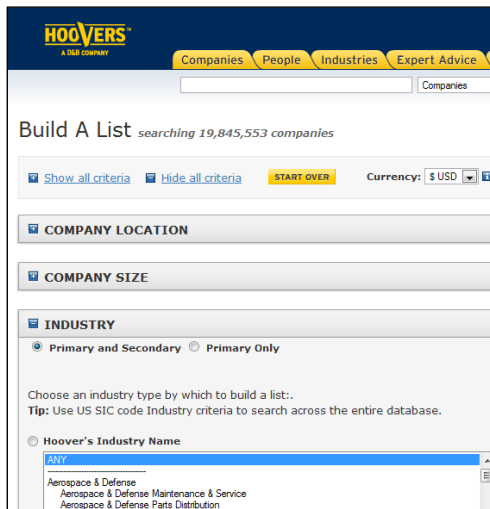 HOOVERS™
A D&B COMPANY
Companies People Industries Expert Advice
Companies
Build A List searching 19,845,553 companies
Show all criteria Hide all criteria START OVER Currency: $ USD
COMPANY LOCATION
COMPANY SIZE
INDUSTRY
Primary and Secondary Primary Only
Choose an industry type by which to build a list:.
Tip: Use US SIC code Industry criteria to search across the entire database.
Hoover's Industry Name
ANY
----------------------------------
Aerospace & Defense
Aerospace & Defense Maintenance & Service
Aerospace & Defense Parts Distribution